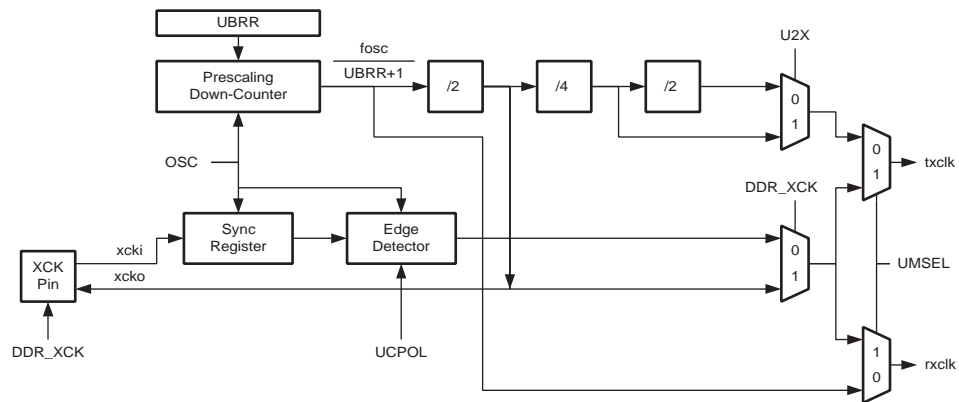 UBRR
fosc
UBRR+1
U2X
Prescaling
Down-Counter
/2
/4
/2
0
1
OSC
0
1
txclk
DDR_XCK
xcki
Sync
Register
Edge
Detector
0
1
UMSEL
XCK
Pin
xcko
DDR_XCK
UCPOL
1
0
rxclk